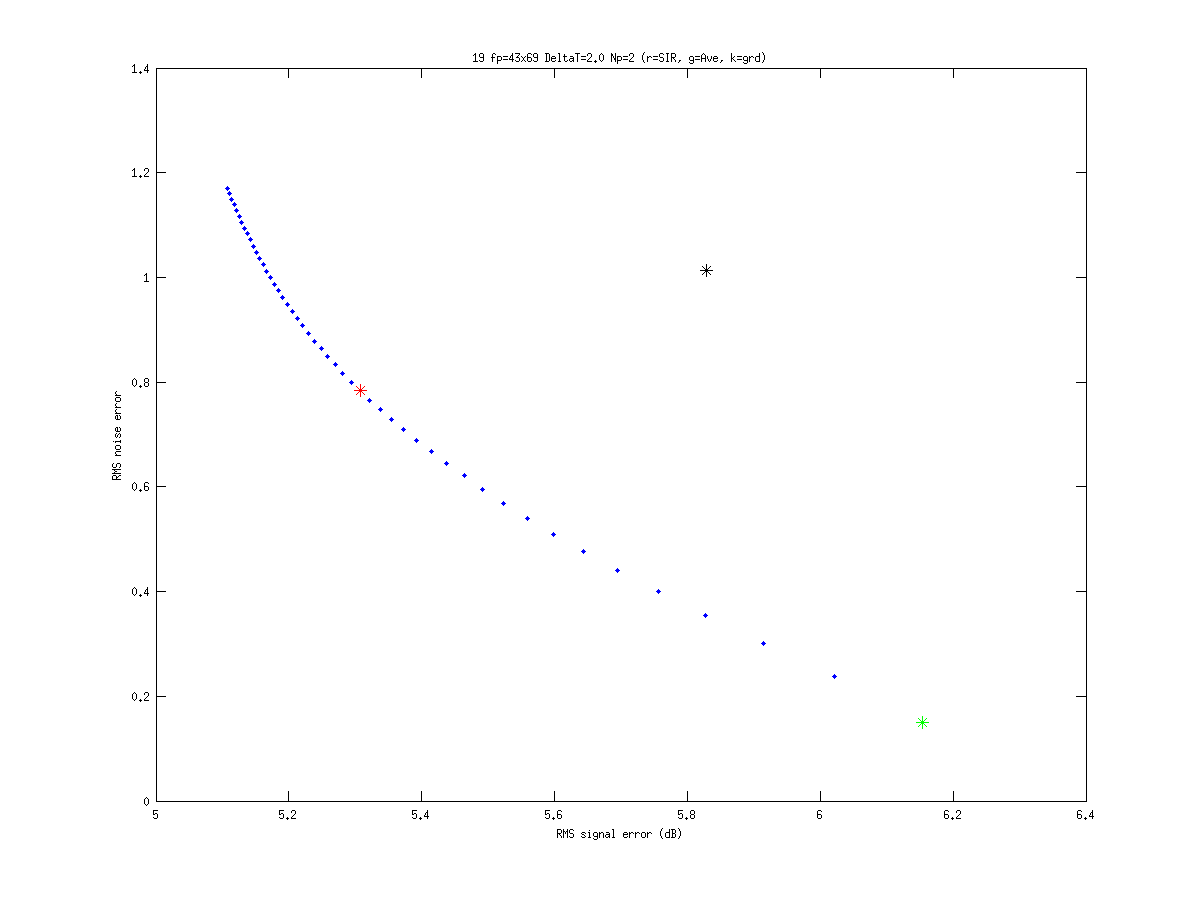 19 fp=43x69 DeltaT=2.0 Np=2 (r=SIR, g=Ave, k=grd)
1.4
1.2
1
0.8
0.6
0.4
0.2
0
RMS noise error
5 5.2 5.4 5.6 5.8 6 6.2 6.4
RMS signal error (dB)